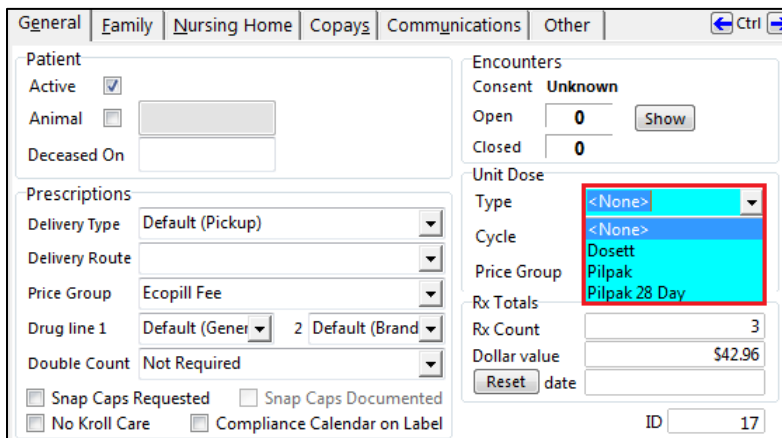 General Family Nursing Home Copays Communications Other Ctrl
Patient
Active
Animal
Deceased On
Prescriptions
Delivery Type Default (Pickup)
Delivery Route
Price Group Ecopill Fee
Drug line 1 Default (Gener 2 Default (Brand
Double Count Not Required
Snap Caps Requested Snap Caps Documented
No Kroll Care Compliance Calendar on Label
Encounters
Consent Unknown
Open 0 Show
Closed 0
Unit Dose
Type <None>
<None>
Cycle
Dosett
Price Group Pilpak
Pilpak 28 Day
Rx Totals
Rx Count 3
Dollar value $42.96
Reset date
ID 17